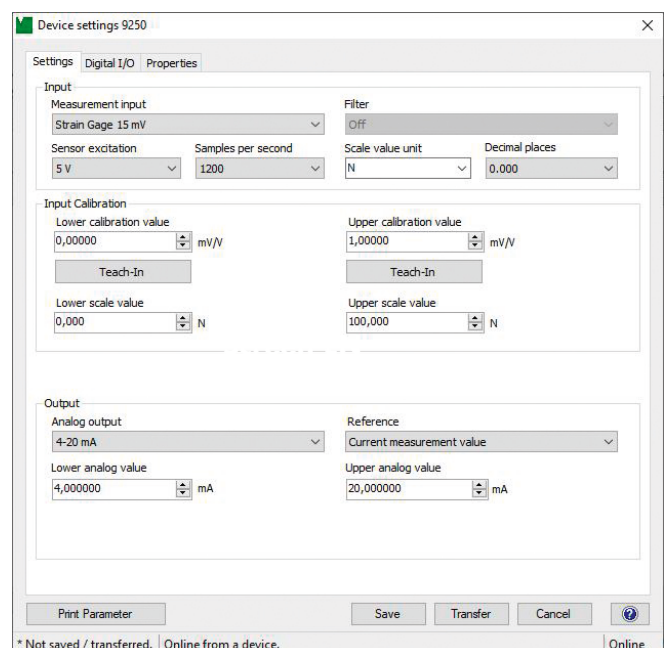 Device settings 9250
Settings Digital I/O Properties
Input
Measurement input Filter
Strain Gage 15 mV Off
Sensor excitation Samples per second Scale value unit Decimal places
5 V 1200 N 0.000
Input Calibration
Lower calibration value Upper calibration value
0,00000 mV/V 1,00000 mV/V
Teach-In Teach-In
Lower scale value Upper scale value
0,000 N 100,000 N
Output
Analog output Reference
4-20 mA Current measurement value
Lower analog value Upper analog value
4,000000 mA 20,000000 mA
Print Parameter Save Transfer Cancel ?
* Not saved / transferred. Online from a device. Online